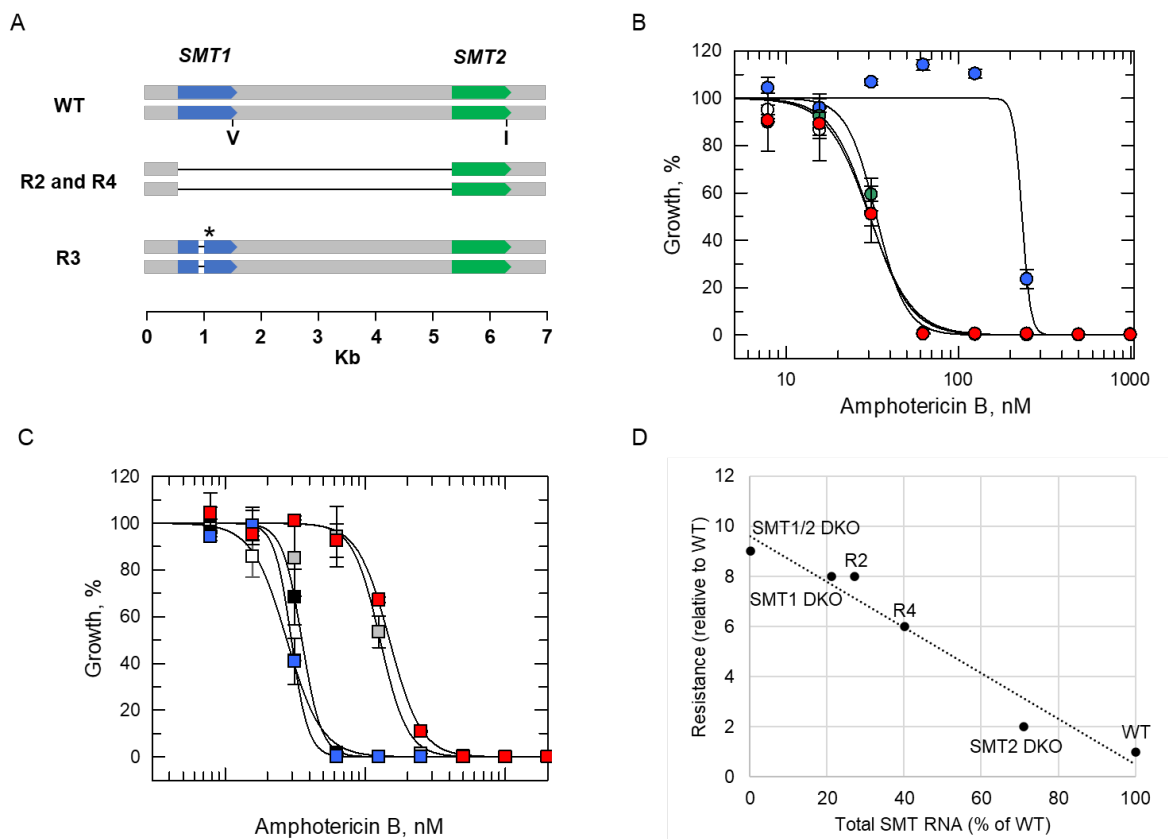 A
SMT1 SMT2
WT
V I
R2 and R4
*
R3
0 1 2 3 4 5 6 7
Kb
B
120
100
80
60
40
20
0
Growth, %
10 100 1000
Amphotericin B, nM
C
120
100
80
60
40
20
0
Growth, %
Amphotericin B, nM
D
12
10
8
6
4
2
0
Resistance (relative to WT)
SMT1/2 DKO
R2
SMT1 DKO
R4
SMT2 DKO
WT
0 20 40 60 80 100
Total SMT RNA (% of WT)